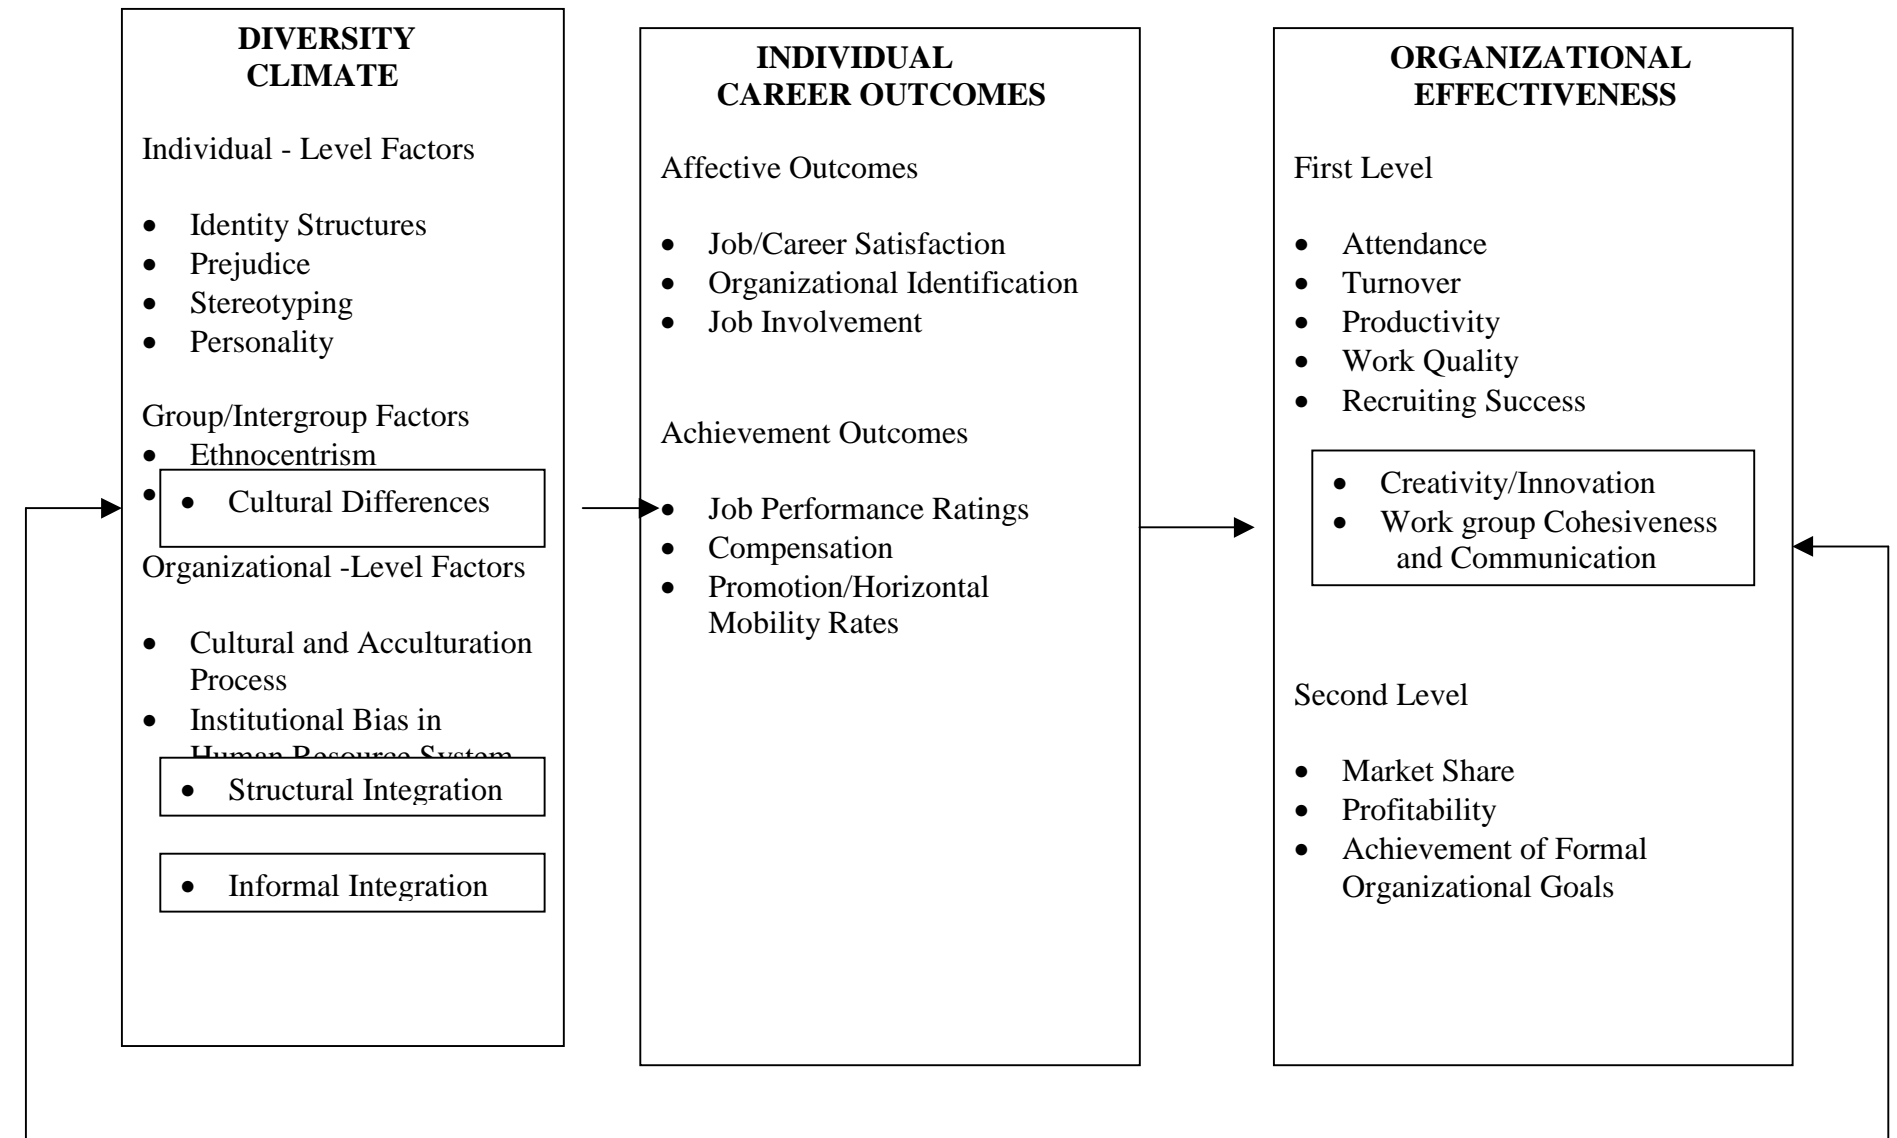 DIVERSITY
CLIMATE
Individual - Level Factors
• Identity Structures
• Prejudice
• Stereotyping
• Personality
Group/Intergroup Factors
• Ethnocentrism
•
• Cultural Differences
Organizational -Level Factors
• Cultural and Acculturation
Process
• Institutional Bias in
Human Resource System
• Structural Integration
• Informal Integration
INDIVIDUAL
CAREER OUTCOMES
Affective Outcomes
• Job/Career Satisfaction
• Organizational Identification
• Job Involvement
Achievement Outcomes
• Job Performance Ratings
• Compensation
• Promotion/Horizontal
Mobility Rates
ORGANIZATIONAL
EFFECTIVENESS
First Level
• Attendance
• Turnover
• Productivity
• Work Quality
• Recruiting Success
• Creativity/Innovation
• Work group Cohesiveness
and Communication
Second Level
• Market Share
• Profitability
• Achievement of Formal
Organizational Goals